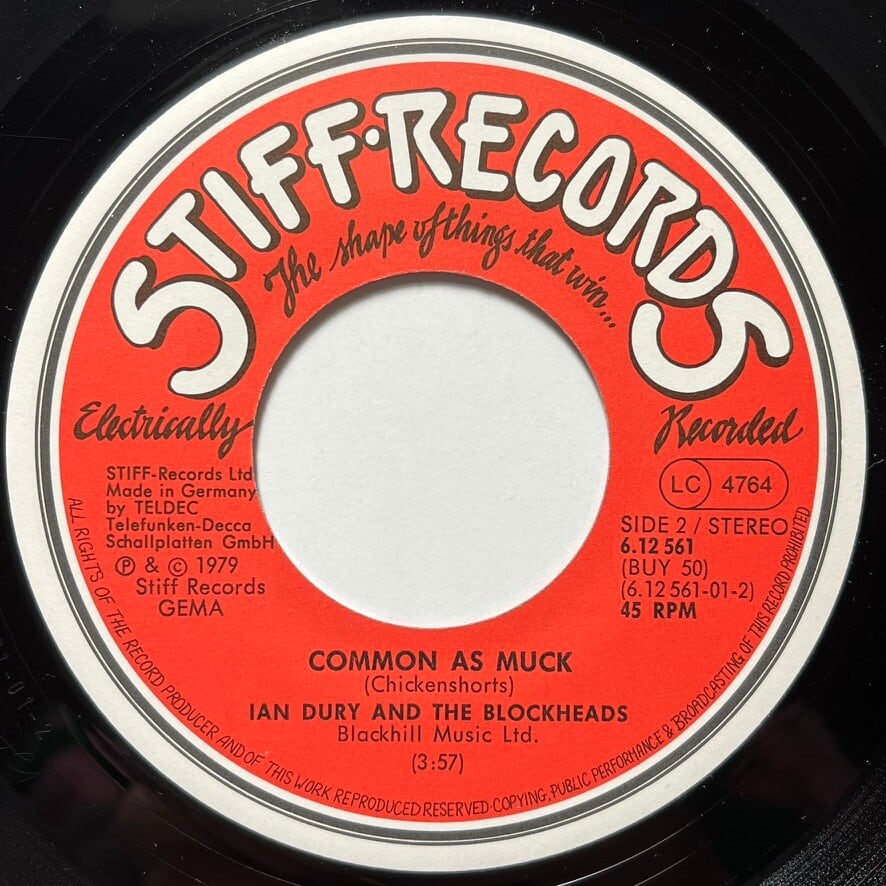 STIFF·RECORDS
The shape of things that win...
Electrically
Recorded
STIFF-Records Ltd
Made in Germany
by TELDEC
Telefunken-Decca
Schallplatten GmbH
Ⓟ & © 1979
Stiff Records
GEMA
LC 4764
SIDE 2 / STEREO
6.12 561
(BUY 50)
(6.12 561-01-2)
45 RPM
COMMON AS MUCK
(Chickenshorts)
IAN DURY AND THE BLOCKHEADS
Blackhill Music Ltd.
(3:57)
ALL RIGHTS OF THE RECORD PRODUCER AND OF THIS WORK REPRODUCED RESERVED·COPYING, PUBLIC PERFORMANCE & BROADCASTING OF THIS RECORD PROHIBITED